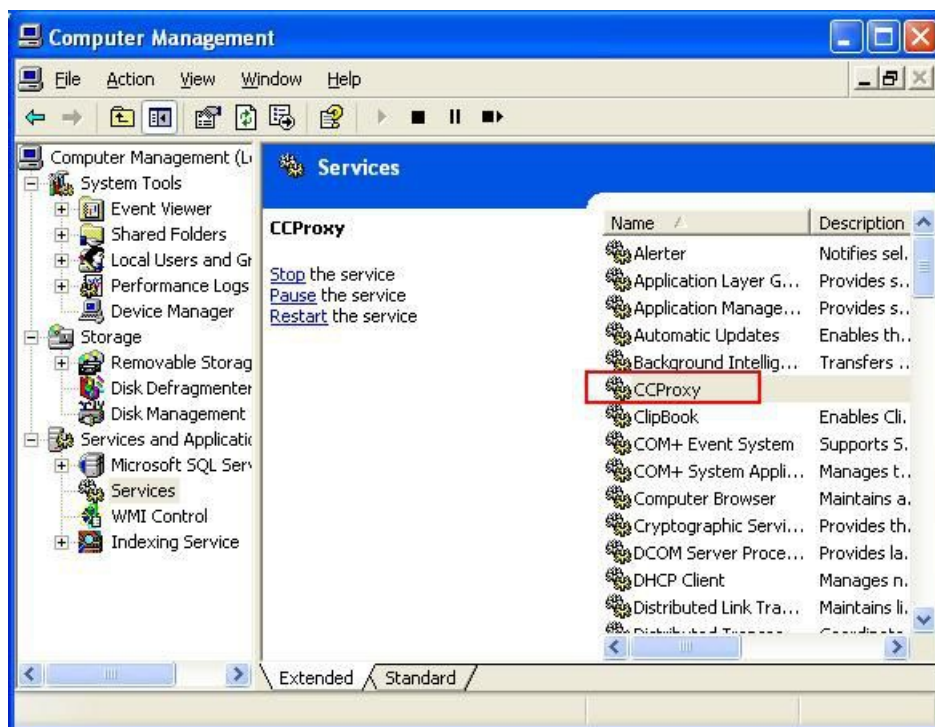 Computer Management
File Action View Window Help
Computer Management (L
System Tools
Event Viewer
Shared Folders
Local Users and Gr
Performance Logs
Device Manager
Storage
Removable Storag
Disk Defragmenter
Disk Management
Services and Applicatic
Microsoft SQL Serv
Services
WMI Control
Indexing Service
Services
CCProxy
Stop the service
Pause the service
Restart the service
Name Description
Alerter Notifies sel.
Application Layer G... Provides s..
Application Manage... Provides s..
Automatic Updates Enables th..
Background Intellig... Transfers ..
CCProxy
ClipBook Enables Cli.
COM+ Event System Supports S.
COM+ System Appli... Manages t..
Computer Browser Maintains a.
Cryptographic Servi... Provides th.
DCOM Server Proce... Provides la.
DHCP Client Manages n.
Distributed Link Tra... Maintains li.
Extended Standard